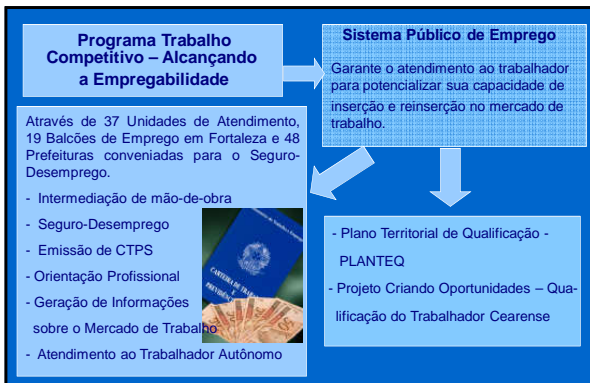 Programa Trabalho
Competitivo – Alcançando
a Empregabilidade
Sistema Público de Emprego
Garante o atendimento ao trabalhador
para potencializar sua capacidade de
inserção e reinserção no mercado de
trabalho.
Através de 37 Unidades de Atendimento,
19 Balcões de Emprego em Fortaleza e 48
Prefeituras conveniadas para o Seguro-
Desemprego.
- Intermediação de mão-de-obra
- Seguro-Desemprego
- Emissão de CTPS
- Orientação Profissional
- Geração de Informações
sobre o Mercado de Trabalho
- Atendimento ao Trabalhador Autônomo
CARTEIRA DE TRABALHO
E
- Plano Territorial de Qualificação -
PLANTEQ
- Projeto Criando Oportunidades – Qua-
lificação do Trabalhador Cearense